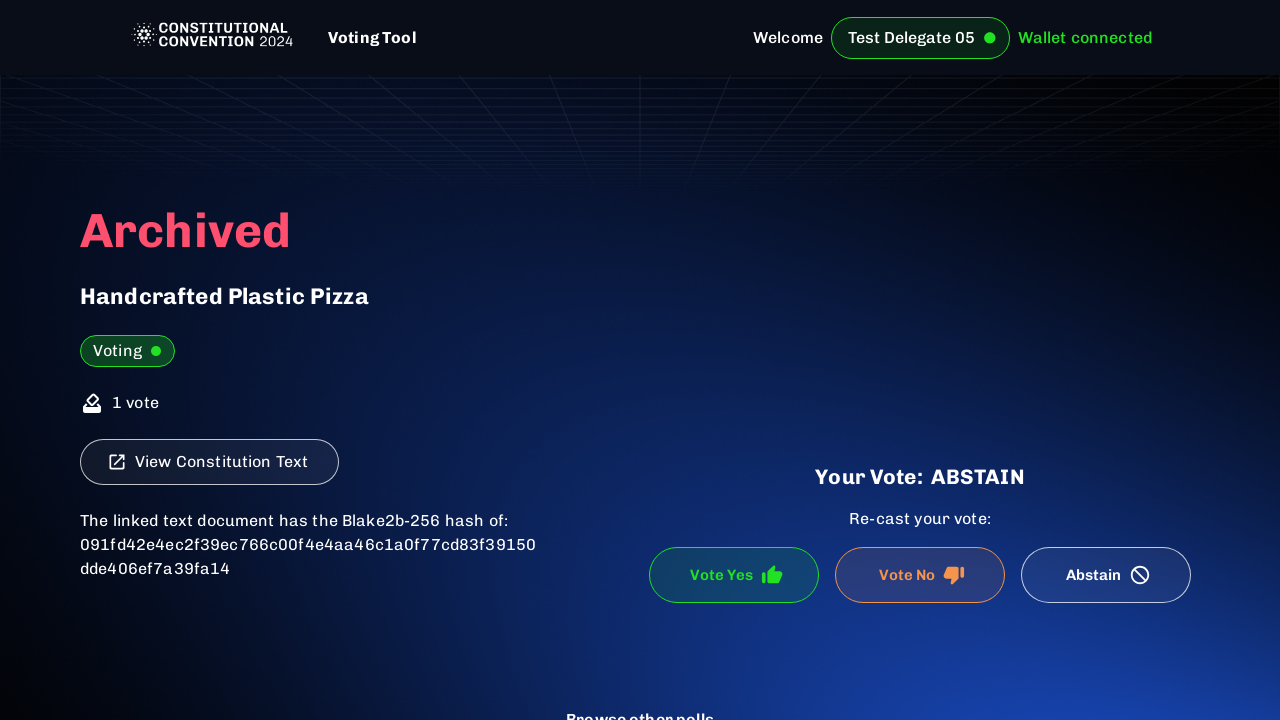 CONSTITUTIONAL
CONVENTION 2024
Voting Tool
Welcome
Test Delegate 05
Wallet connected
Archived
Handcrafted Plastic Pizza
Voting
1 vote
View Constitution Text
The linked text document has the Blake2b-256 hash of:
091fd42e4ec2f39ec766c00f4e4aa46c1a0f77cd83f39150
dde406ef7a39fa14
Your Vote: ABSTAIN
Re-cast your vote:
Vote Yes
Vote No
Abstain
Browse other polls